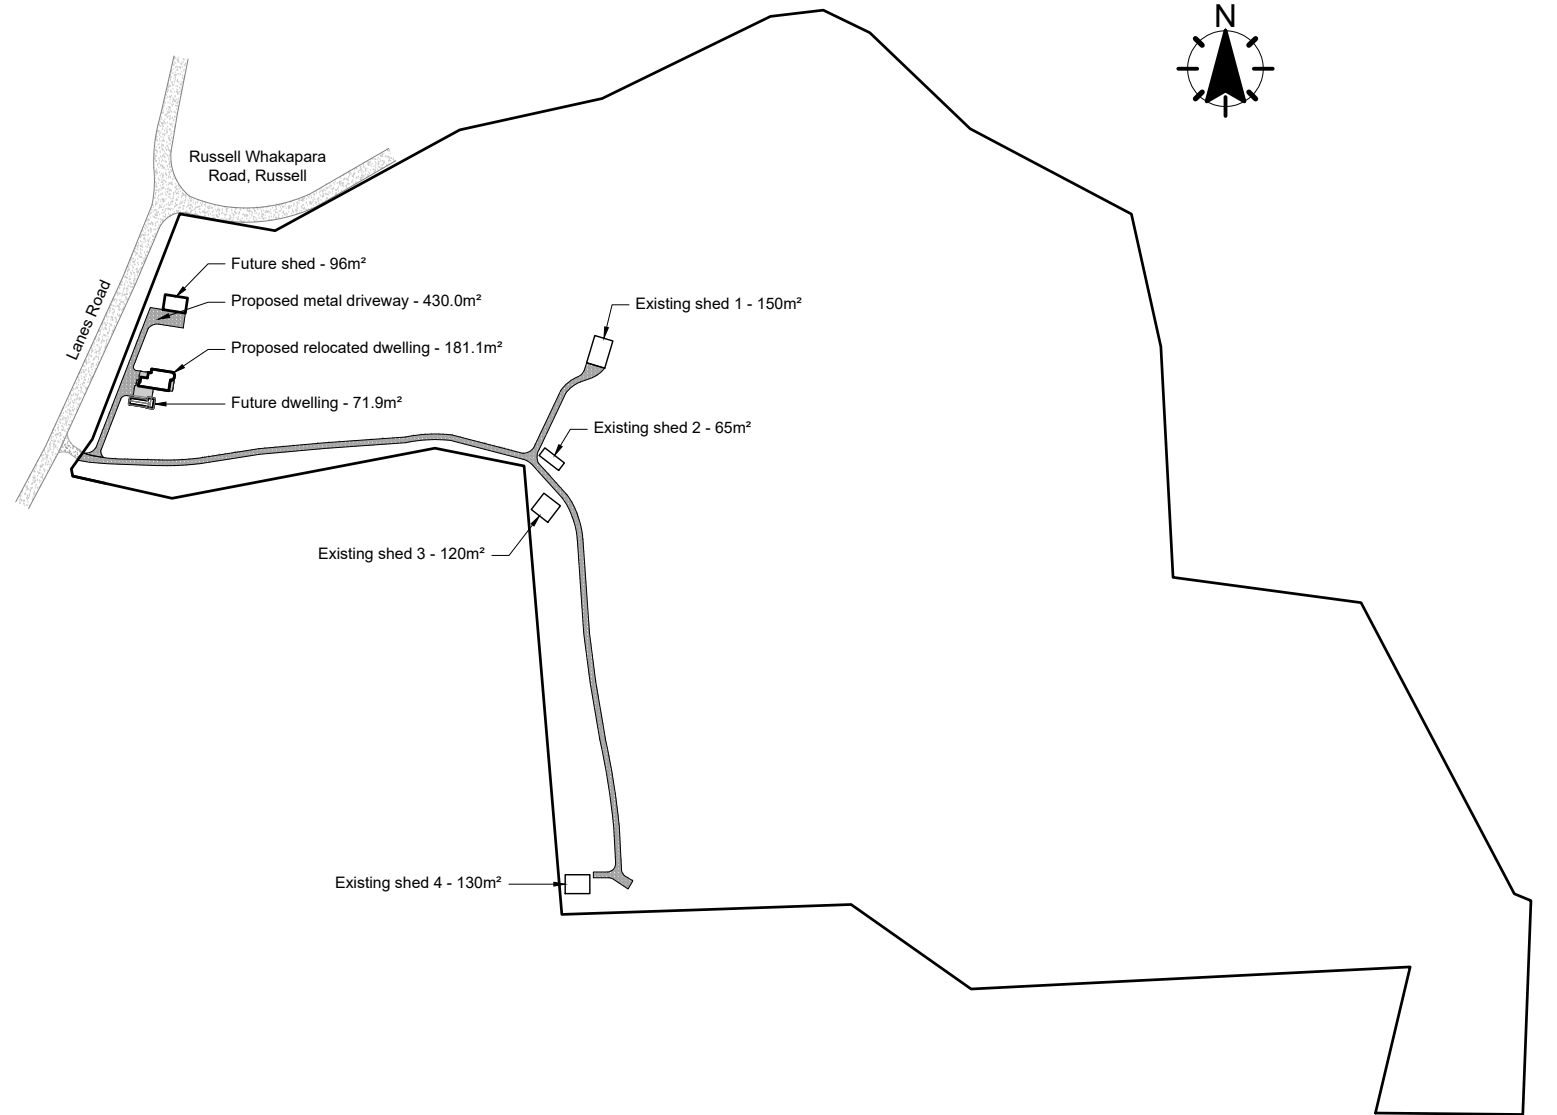 N
Russell Whakapara
Road, Russell
Lanes Road
Future shed - 96m²
Proposed metal driveway - 430.0m²
Existing shed 1 - 150m²
Proposed relocated dwelling - 181.1m²
Future dwelling - 71.9m²
Existing shed 2 - 65m²
Existing shed 3 - 120m²
Existing shed 4 - 130m²